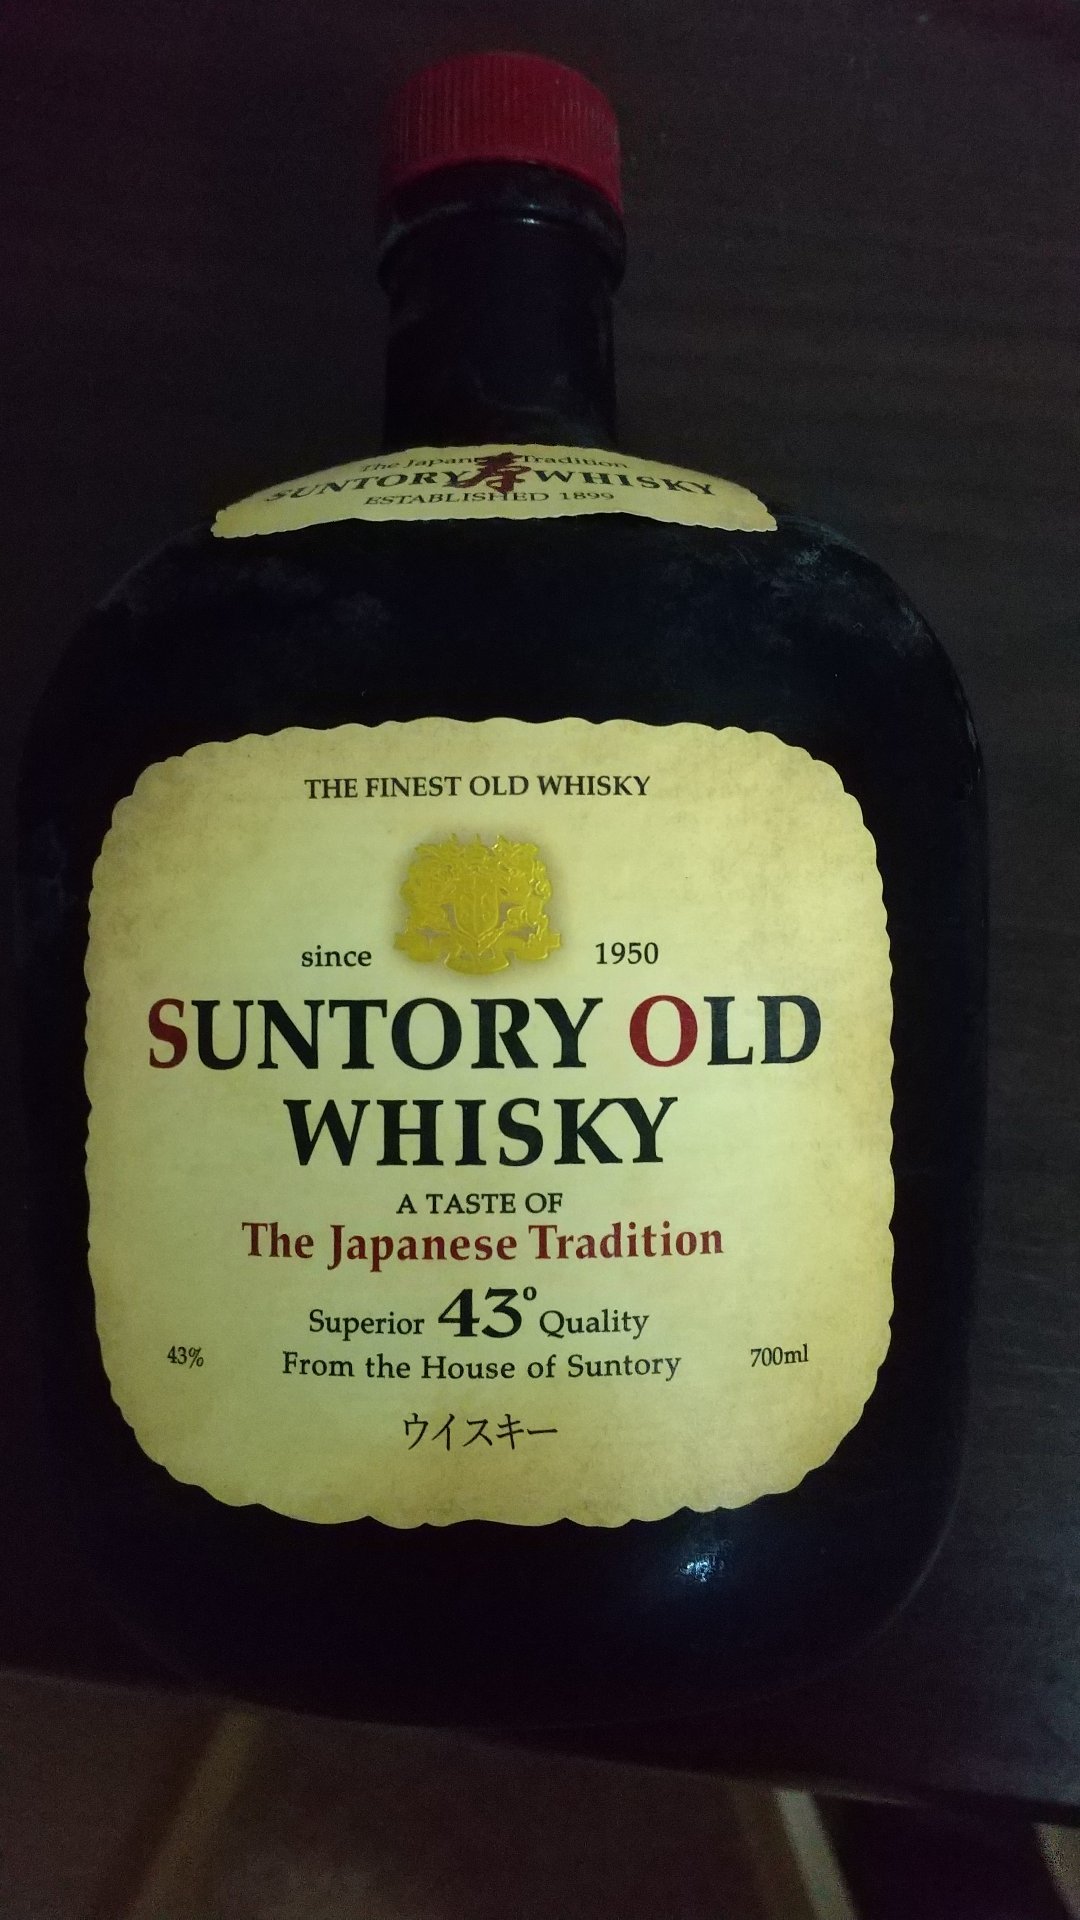 The Japanese Tradition
SUNTORY 寿 WHISKY
ESTABLISHED 1899
THE FINEST OLD WHISKY
since 1950
SUNTORY OLD
WHISKY
A TASTE OF
The Japanese Tradition
Superior 43° Quality
43% From the House of Suntory 700ml
ウイスキー